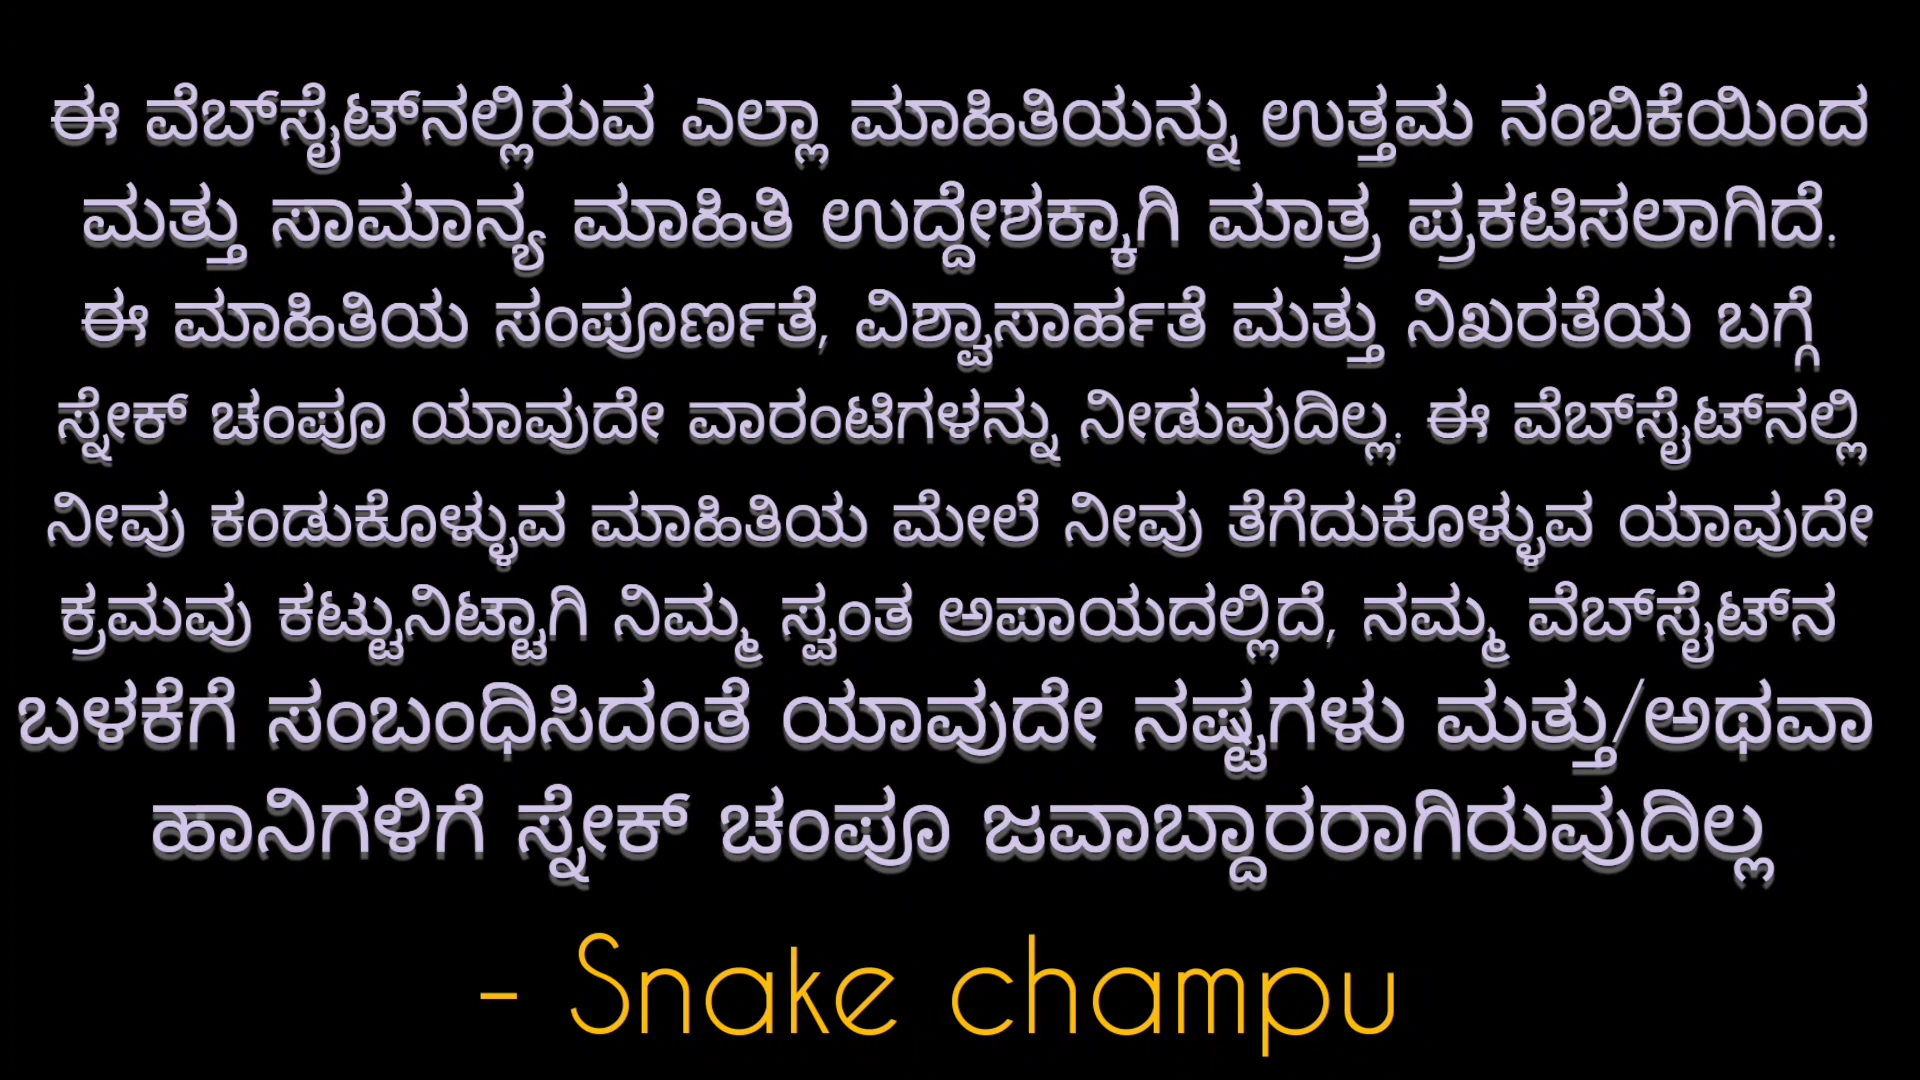 ಈ ವೆಬ್‌ಸೈಟ್‌ನಲ್ಲಿರುವ ಎಲ್ಲಾ ಮಾಹಿತಿಯನ್ನು ಉತ್ತಮ ನಂಬಿಕೆಯಿಂದ
ಮತ್ತು ಸಾಮಾನ್ಯ ಮಾಹಿತಿ ಉದ್ದೇಶಕ್ಕಾಗಿ ಮಾತ್ರ ಪ್ರಕಟಿಸಲಾಗಿದೆ.
ಈ ಮಾಹಿತಿಯ ಸಂಪೂರ್ಣತೆ, ವಿಶ್ವಾಸಾರ್ಹತೆ ಮತ್ತು ನಿಖರತೆಯ ಬಗ್ಗೆ
ಸ್ನೇಕ್ ಚಂಪೂ ಯಾವುದೇ ವಾರಂಟಿಗಳನ್ನು ನೀಡುವುದಿಲ್ಲ. ಈ ವೆಬ್‌ಸೈಟ್‌ನಲ್ಲಿ
ನೀವು ಕಂಡುಕೊಳ್ಳುವ ಮಾಹಿತಿಯ ಮೇಲೆ ನೀವು ತೆಗೆದುಕೊಳ್ಳುವ ಯಾವುದೇ
ಕ್ರಮವು ಕಟ್ಟುನಿಟ್ಟಾಗಿ ನಿಮ್ಮ ಸ್ವಂತ ಅಪಾಯದಲ್ಲಿದೆ, ನಮ್ಮ ವೆಬ್‌ಸೈಟ್‌ನ
ಬಳಕೆಗೆ ಸಂಬಂಧಿಸಿದಂತೆ ಯಾವುದೇ ನಷ್ಟಗಳು ಮತ್ತು/ಅಥವಾ
ಹಾನಿಗಳಿಗೆ ಸ್ನೇಕ್ ಚಂಪೂ ಜವಾಬ್ದಾರರಾಗಿರುವುದಿಲ್ಲ
- Snake champu